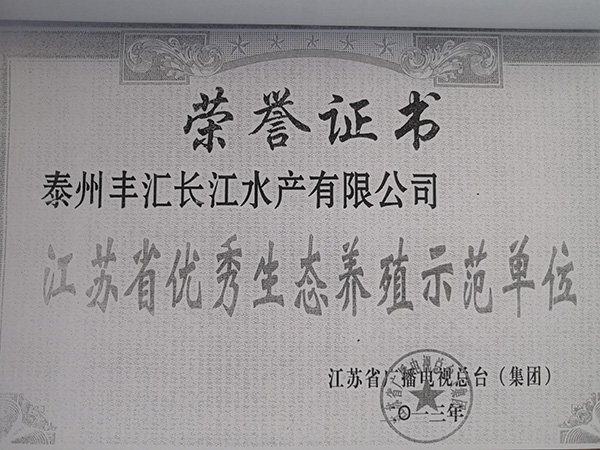 荣誉证书
泰州丰汇长江水产有限公司
江苏省优秀生态养殖示范单位
江苏省广播电视总台（集团）
二〇一三年